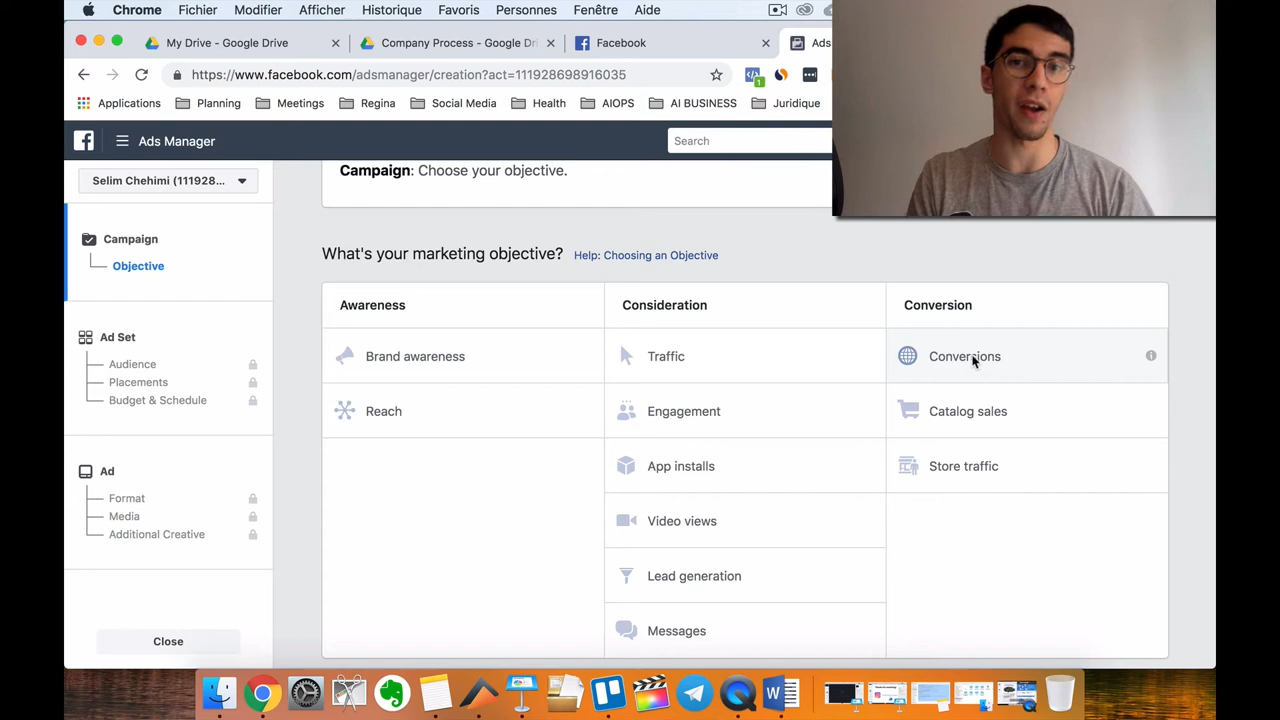 Chrome Fichier Modifier Afficher Historique Favoris Personnes Fenêtre Aide
My Drive - Google Drive
Company Process - Google Dri
Facebook
Ads
https://www.facebook.com/adsmanager/creation?act=111928698916035
1
Applications Planning Meetings Regina Social Media Health AIOPS AI BUSINESS Juridique
Ads Manager
Search
Selim Chehimi (111928...
Campaign: Choose your objective.
Campaign
Objective
Ad Set
Audience
Placements
Budget & Schedule
Ad
Format
Media
Additional Creative
Close
What's your marketing objective? Help: Choosing an Objective
Awareness
Brand awareness
Reach
Consideration
Traffic
Engagement
App installs
Video views
Lead generation
Messages
Conversion
Conversions
Catalog sales
Store traffic